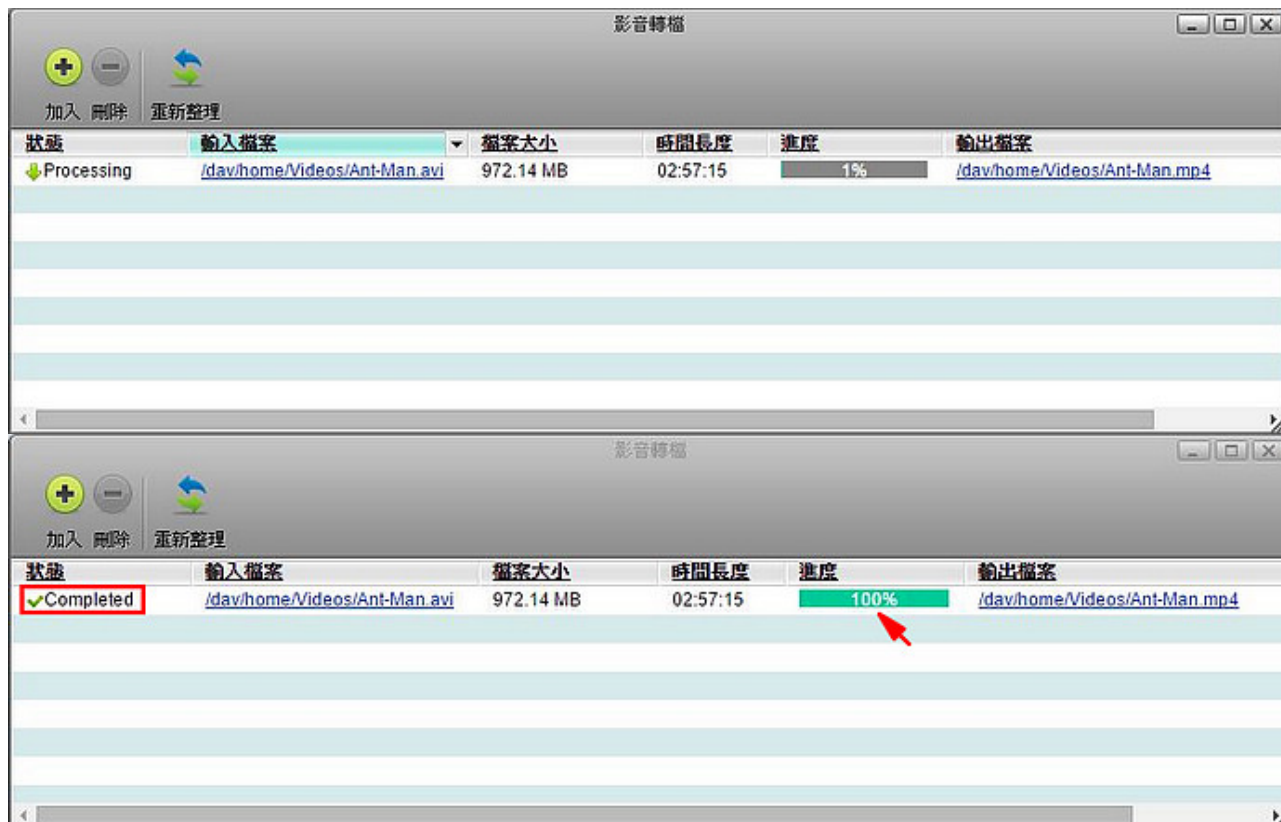 影音轉檔
加入 刪除 重新整理
狀態 輸入檔案 檔案大小 時間長度 進度 輸出檔案
Processing /dav/home/Videos/Ant-Man.avi 972.14 MB 02:57:15 1% /dav/home/Videos/Ant-Man.mp4
影音轉檔
加入 刪除 重新整理
狀態 輸入檔案 檔案大小 時間長度 進度 輸出檔案
Completed /dav/home/Videos/Ant-Man.avi 972.14 MB 02:57:15 100% /dav/home/Videos/Ant-Man.mp4